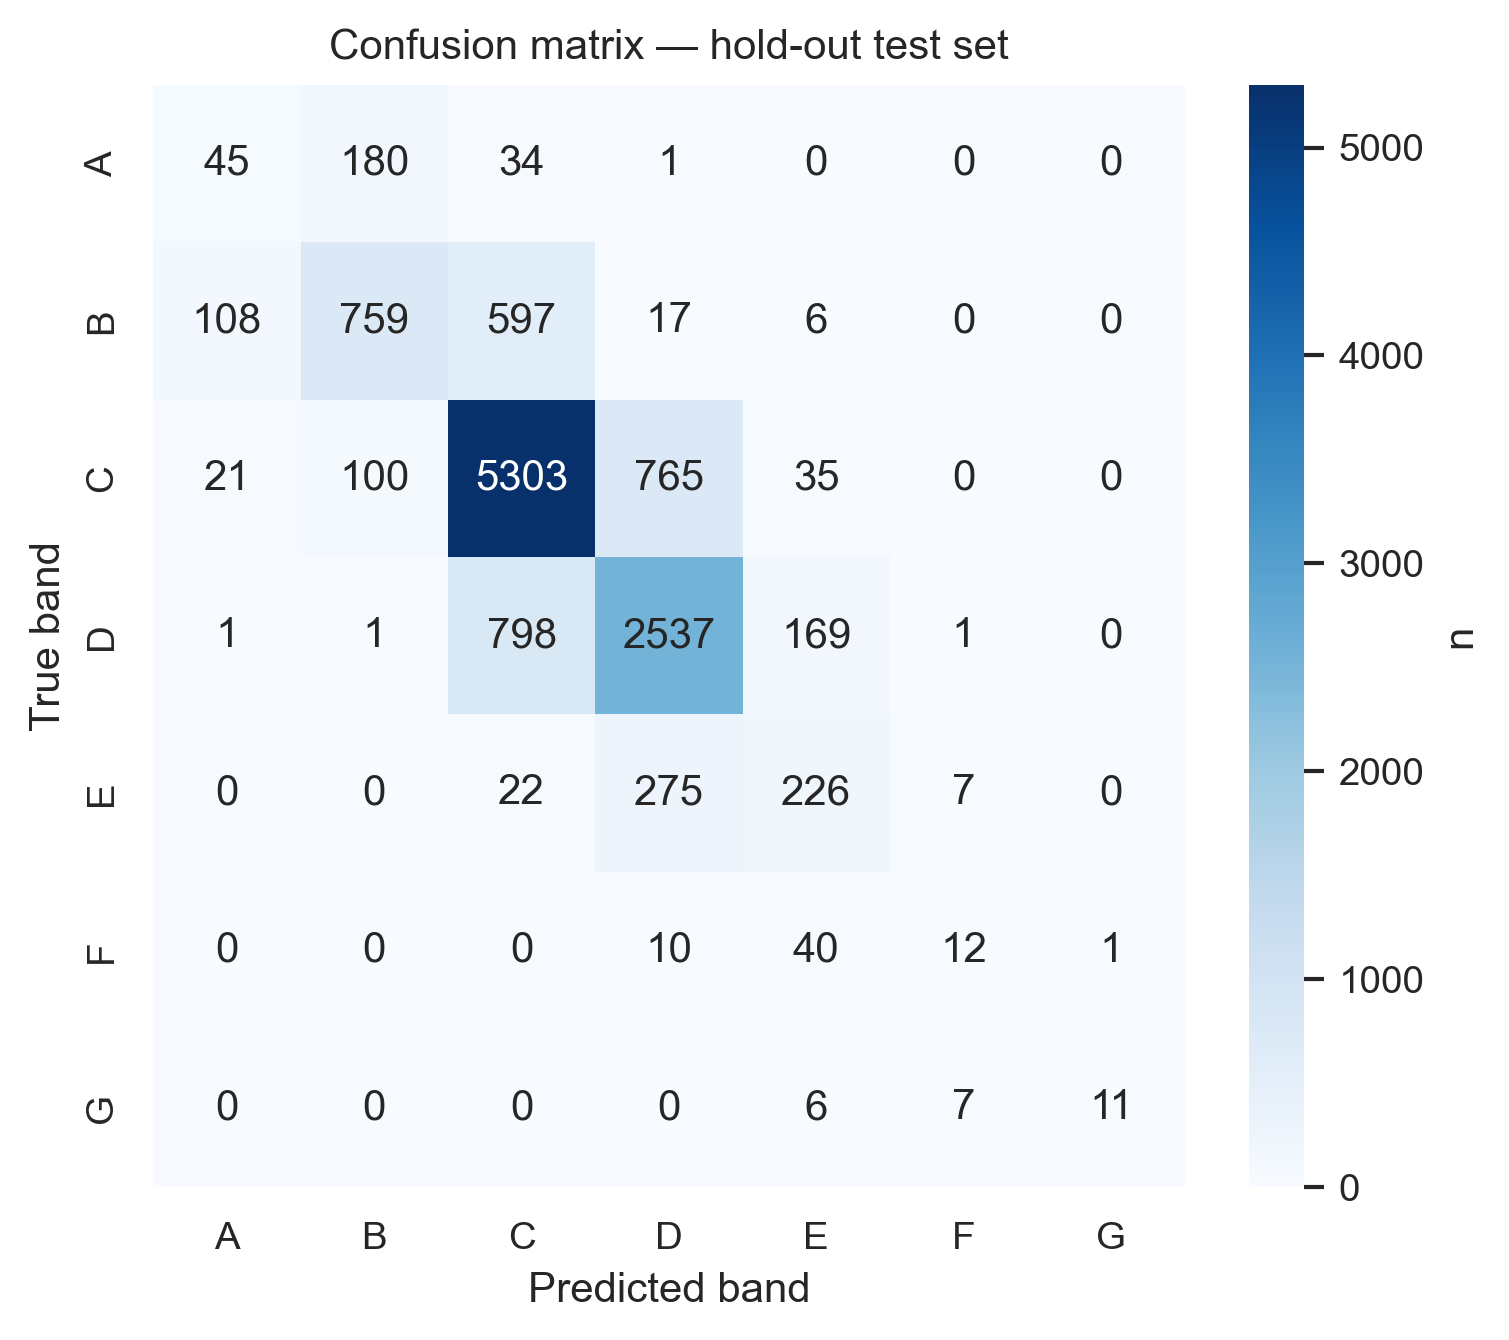 Confusion matrix — hold-out test set
A 45 180 34 1 0 0 0
B 108 759 597 17 6 0 0
C 21 100 5303 765 35 0 0
D 1 1 798 2537 169 1 0
E 0 0 22 275 226 7 0
F 0 0 0 10 40 12 1
G 0 0 0 0 6 7 11
A B C D E F G
Predicted band
True band
5000
4000
3000
2000
1000
0
n